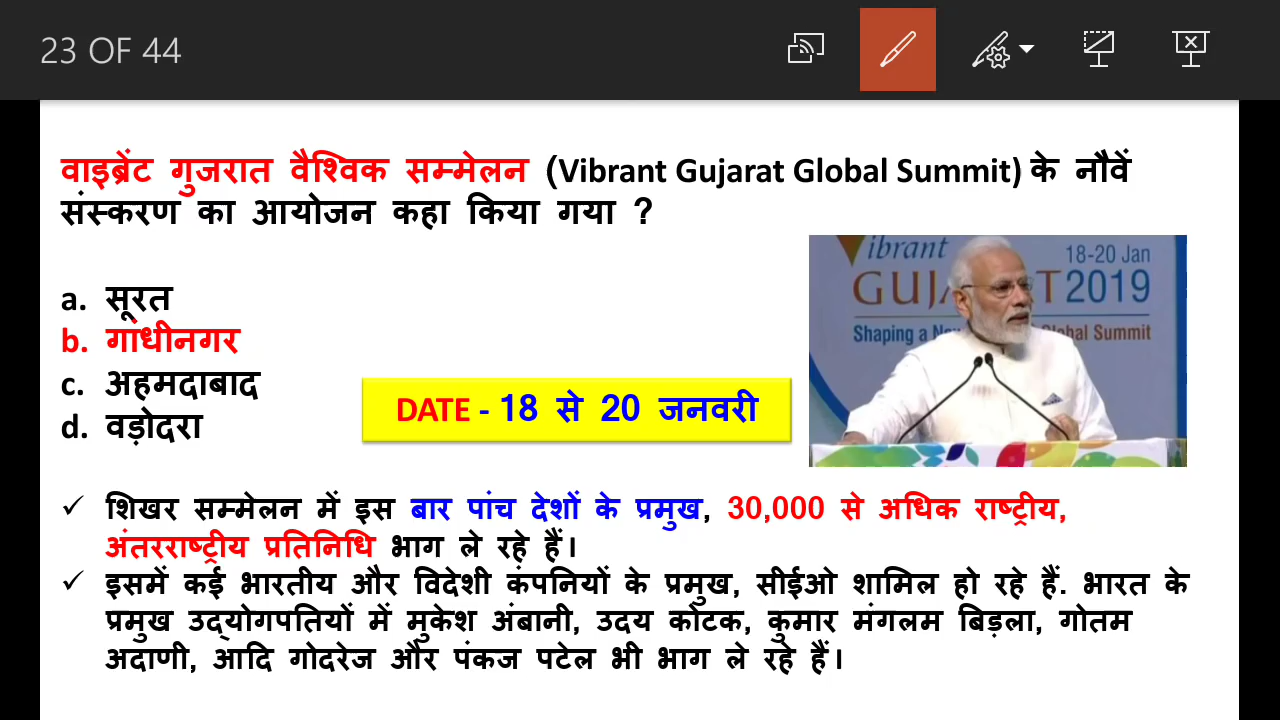 23 OF 44
वाइब्रेंट गुजरात वैश्विक सम्मेलन (Vibrant Gujarat Global Summit) के नौवें
संस्करण का आयोजन कहा किया गया ?
a. सूरत
b. गांधीनगर
c. अहमदाबाद
d. वड़ोदरा
DATE - 18 से 20 जनवरी
ibrant 18-20 Jan
GUJ T2019
Shaping a Ne bal Summit
शिखर सम्मेलन में इस बार पांच देशों के प्रमुख, 30,000 से अधिक राष्ट्रीय,
अंतरराष्ट्रीय प्रतिनिधि भाग ले रहे हैं।
इसमें कई भारतीय और विदेशी कंपनियों के प्रमुख, सीईओ शामिल हो रहे हैं. भारत के
प्रमुख उद्योगपतियों में मुकेश अंबानी, उदय कोटक, कुमार मंगलम बिड़ला, गोतम
अदाणी, आदि गोदरेज और पंकज पटेल भी भाग ले रहे हैं।